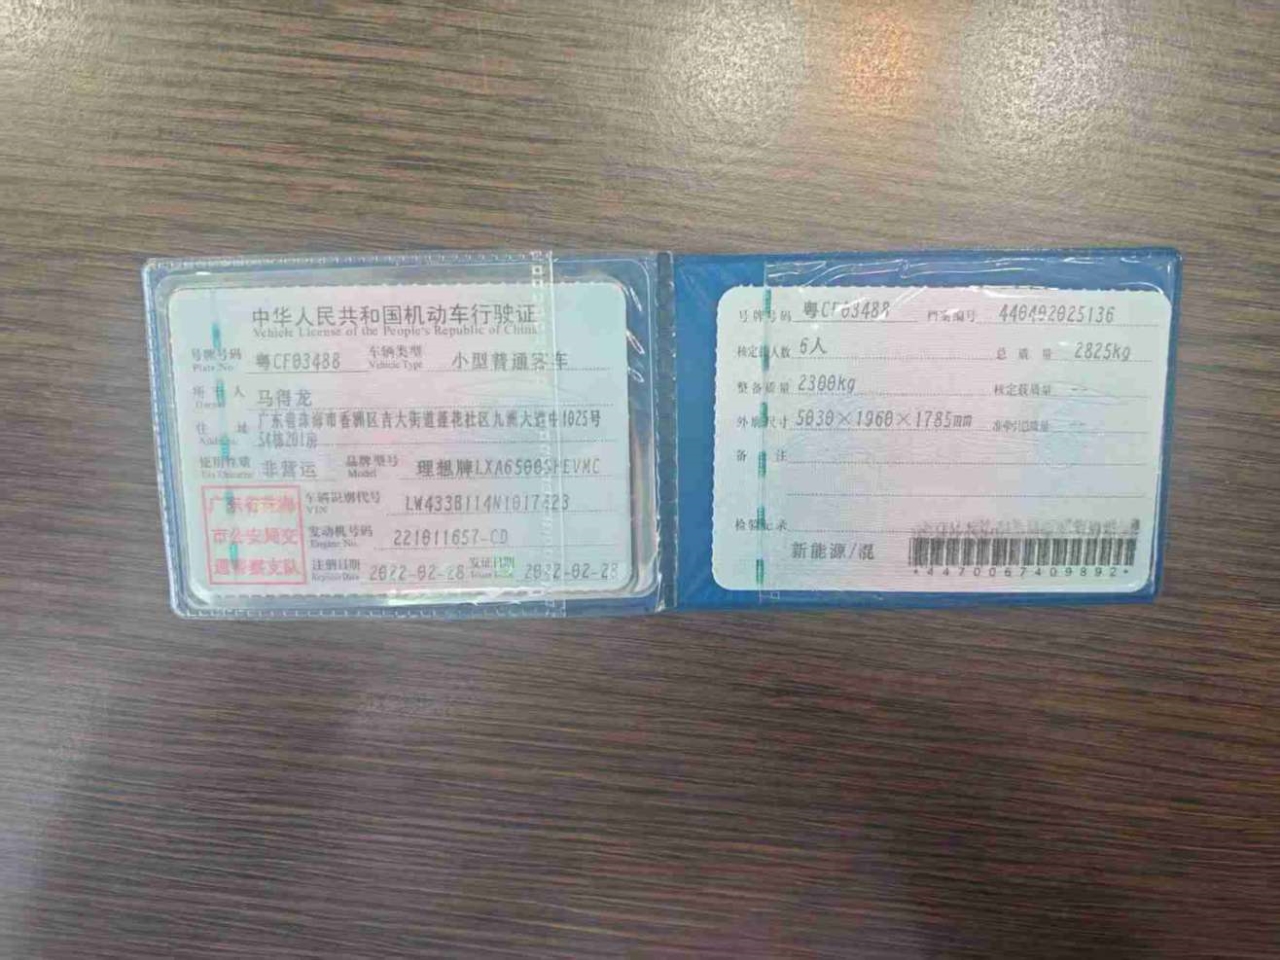 中华人民共和国机动车行驶证
Vehicle License of the People's Republic of China
号牌号码 粤CF03488 车辆类型 小型普通客车
Plate No. Vehicle Type
所有人 马得龙
Owner
住址 广东省珠海市香洲区吉大街道莲花社区九洲大道中1025号
Address 54栋201房
使用性质 非营运 品牌型号 理想牌LXA6500SHEVMC
Use Character Model
广东省珠海
市公安局交
通警察支队
车辆识别代号
VIN
发动机号码 221011657-CD
Engine No.
注册日期 2022-02-28 发证日期 2022-02-28
Register Date Issue Date
号牌号码 粤CF03488 档案编号 440402025136
核定载人数 6人 总质量 2825kg
整备质量 2300kg 核定载质量 --
外廓尺寸 5030×1960×1785mm 准牵引总质量 --
备注
检验记录
新能源/混
*4470067409892*